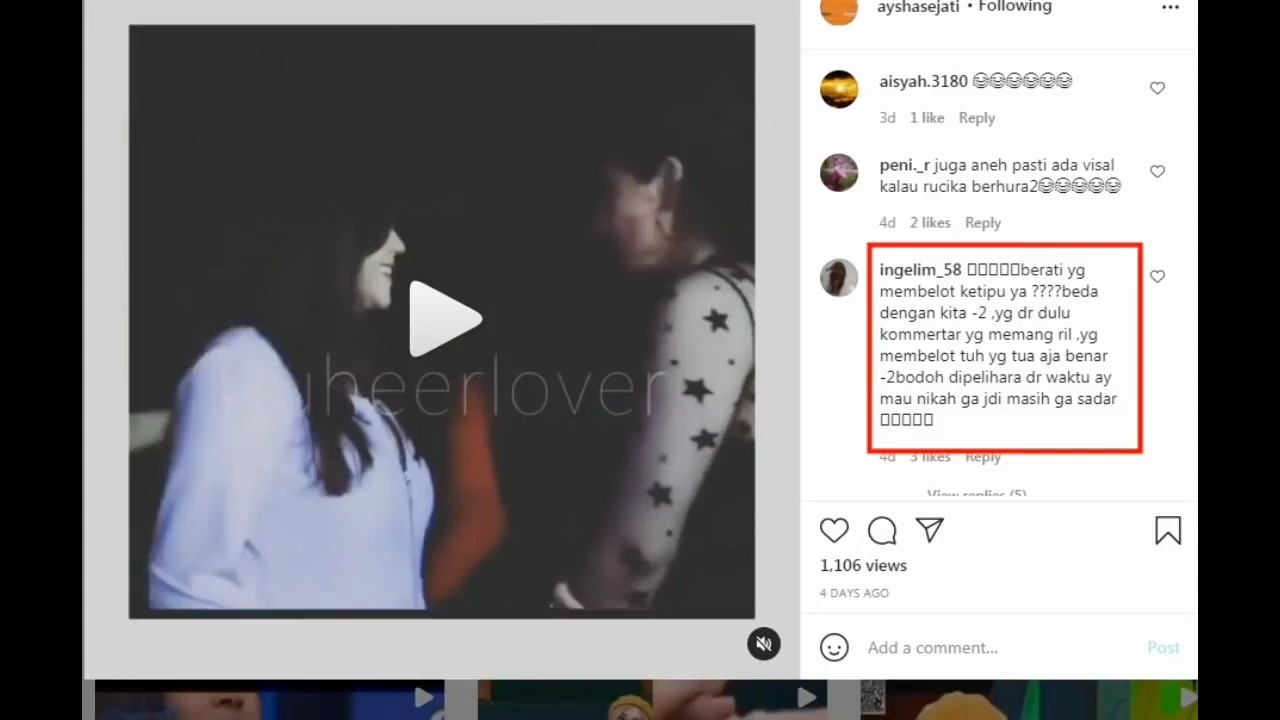 ayshasejati • Following
aisyah.3180
3d 1 like Reply
peni._r juga aneh pasti ada visal
kalau rucika berhura2
4d 2 likes Reply
ingelim_58 berati yg
membelot ketipu ya ????beda
dengan kita -2 ,yg dr dulu
kommertar yg memang ril ,yg
membelot tuh yg tua aja benar
-2bodoh dipelihara dr waktu ay
mau nikah ga jdi masih ga sadar
4d 3 likes Reply
View replies (5)
1,106 views
4 DAYS AGO
Add a comment... Post
uheerlover